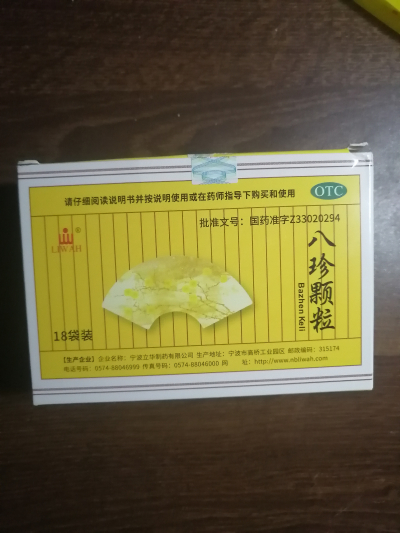 请仔细阅读说明书并按说明使用或在药师指导下购买和使用
OTC
批准文号：国药准字Z33020294
LIWAH
®
八珍颗粒
Bazhen Keli
18袋装
【生产企业】企业名称：宁波立华制药有限公司 生产地址：宁波市望春工业园区 邮政编码：315174
电话号码：0574-88046999 传真号码：0574-88046000 网 址：http://www.nbliwah.com